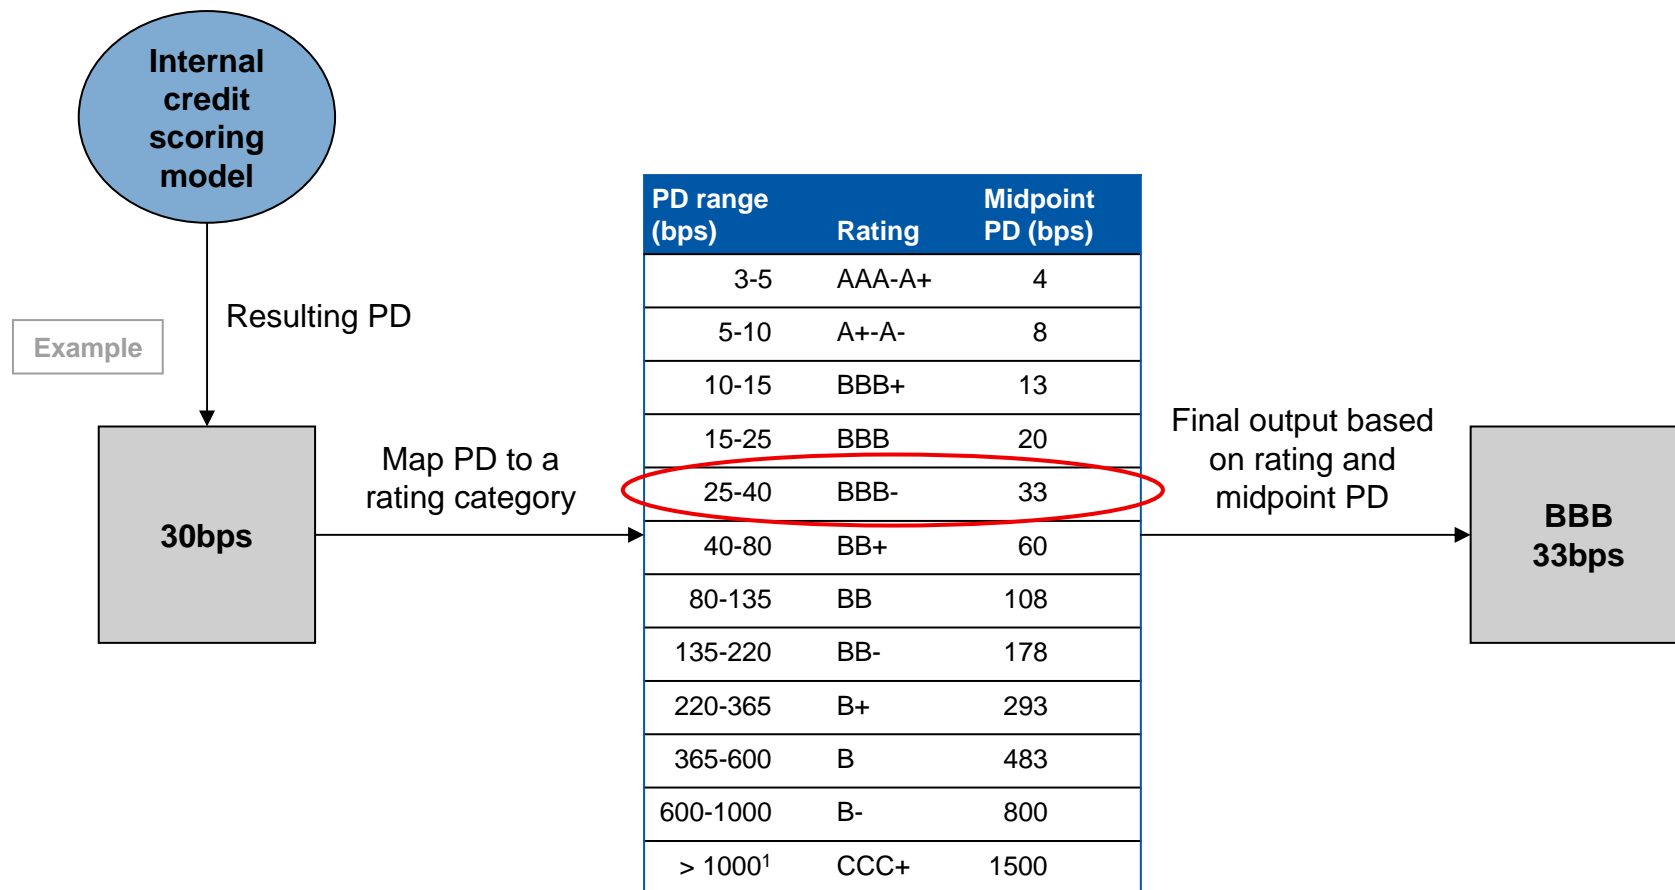 Internal
credit
scoring
model
Resulting PD
Example
30bps
Map PD to a
rating category
PD range (bps) Rating Midpoint PD (bps)
3-5 AAA-A+ 4
5-10 A+-A- 8
10-15 BBB+ 13
15-25 BBB 20
25-40 BBB- 33
40-80 BB+ 60
80-135 BB 108
135-220 BB- 178
220-365 B+ 293
365-600 B 483
600-1000 B- 800
> 1000¹ CCC+ 1500
Final output based
on rating and
midpoint PD
BBB
33bps